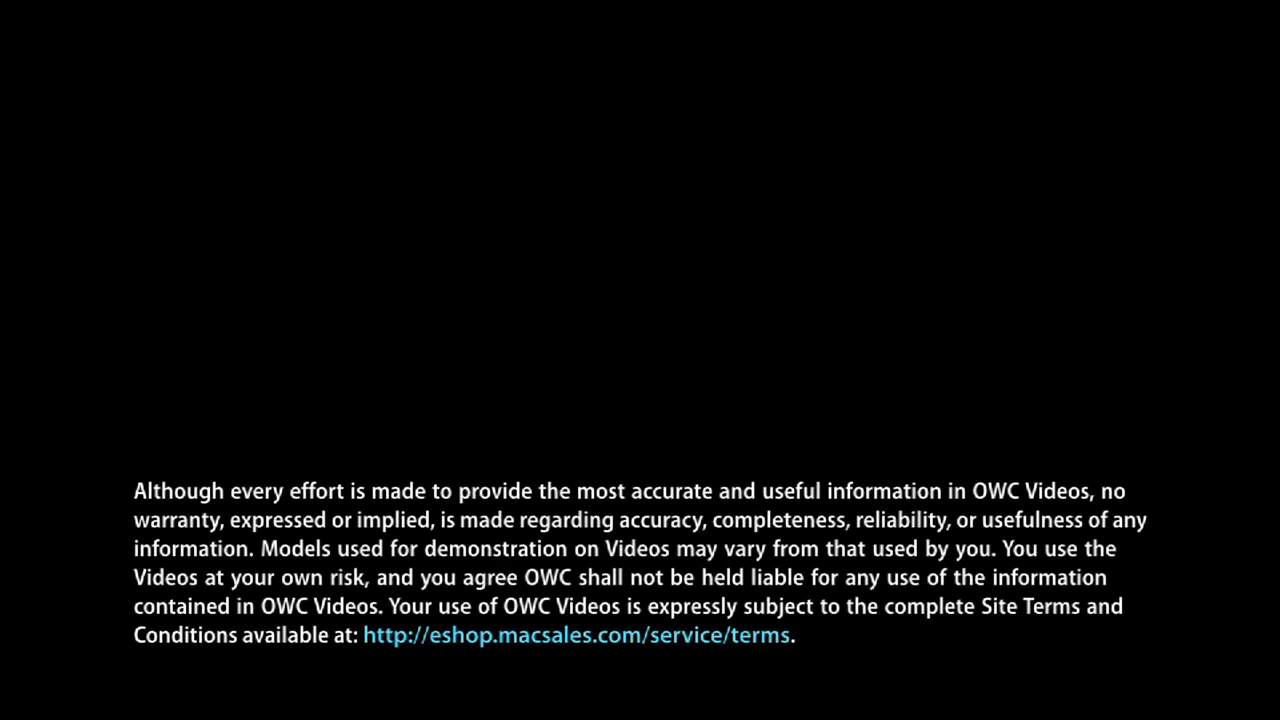 Although every effort is made to provide the most accurate and useful information in OWC Videos, no
warranty, expressed or implied, is made regarding accuracy, completeness, reliability, or usefulness of any
information. Models used for demonstration on Videos may vary from that used by you. You use the
Videos at your own risk, and you agree OWC shall not be held liable for any use of the information
contained in OWC Videos. Your use of OWC Videos is expressly subject to the complete Site Terms and
Conditions available at: http://eshop.macsales.com/service/terms.